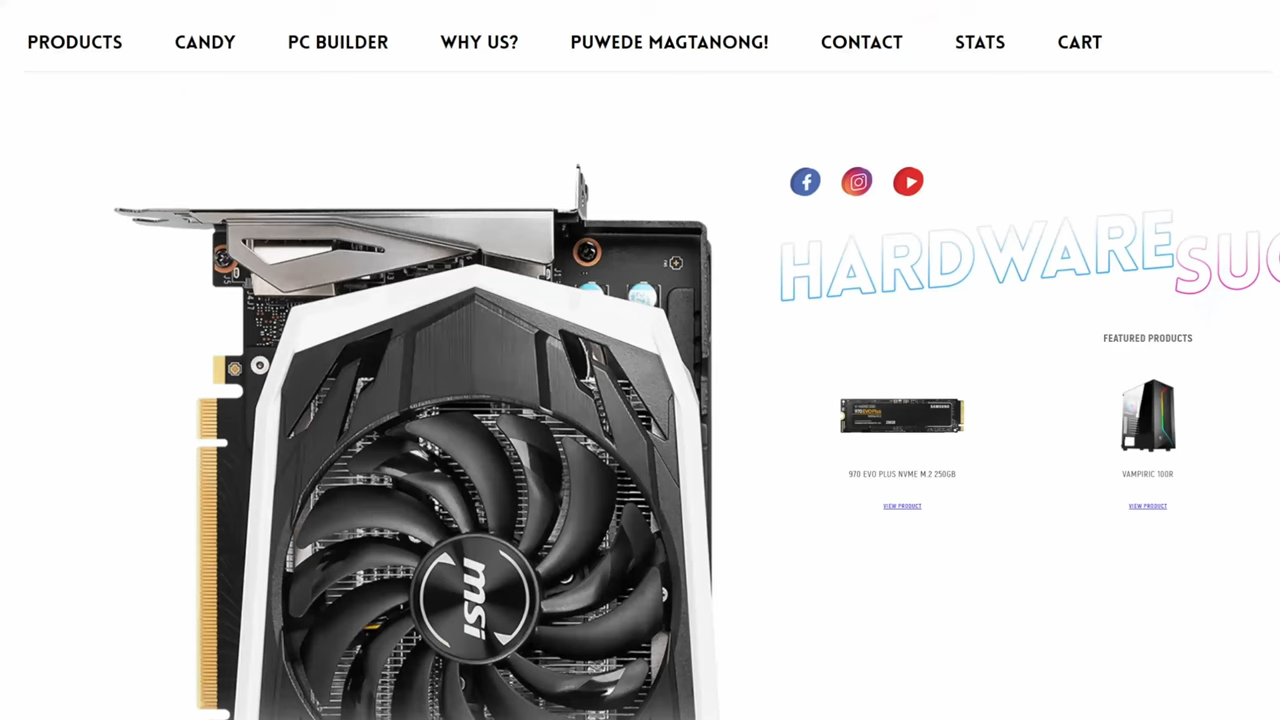 PRODUCTS CANDY PC BUILDER WHY US? PUWEDE MAGTANONG! CONTACT STATS CART
HARDWARE
FEATURED PRODUCTS
msi
SAMSUNG
970 EVO PLUS NVME M.2 250GB VAMPIRIC 100R
VIEW PRODUCT VIEW PRODUCT